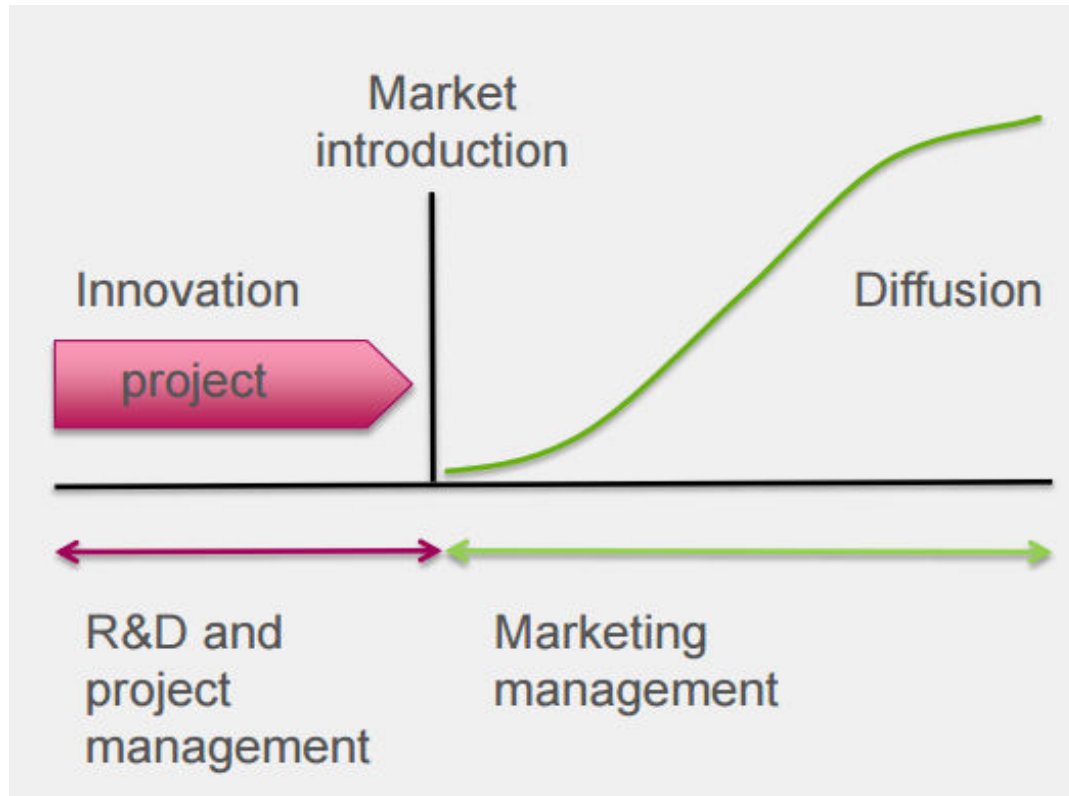 Market
introduction
Innovation
project
Diffusion
R&D and
project
management
Marketing
management